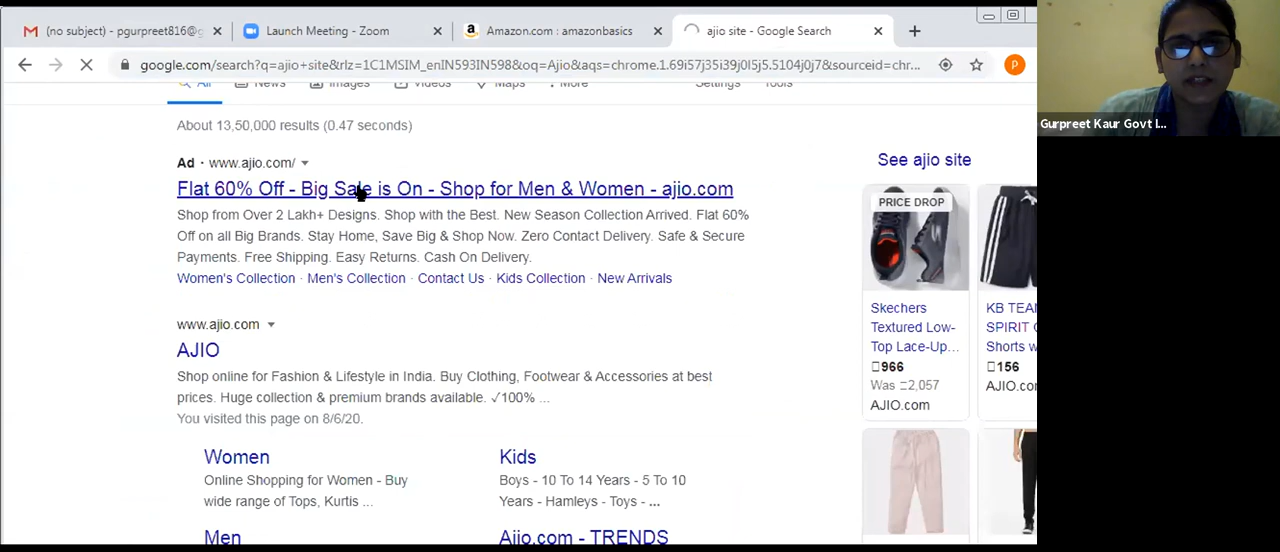 (no subject) - pgurpreet816@g
Launch Meeting - Zoom
Amazon.com : amazonbasics
ajio site - Google Search
google.com/search?q=ajio+site&rlz=1C1MSIM_enIN593IN598&oq=Ajio&aqs=chrome.1.69i57j35i39j0l5j5.5104j0j7&sourceid=chr...
P
All News Images Videos Maps More Settings Tools
About 13,50,000 results (0.47 seconds)
Ad · www.ajio.com/
Flat 60% Off - Big Sale is On - Shop for Men & Women - ajio.com
Shop from Over 2 Lakh+ Designs. Shop with the Best. New Season Collection Arrived. Flat 60%
Off on all Big Brands. Stay Home, Save Big & Shop Now. Zero Contact Delivery. Safe & Secure
Payments. Free Shipping. Easy Returns. Cash On Delivery.
Women's Collection · Men's Collection · Contact Us · Kids Collection · New Arrivals
www.ajio.com
AJIO
Shop online for Fashion & Lifestyle in India. Buy Clothing, Footwear & Accessories at best
prices. Huge collection & premium brands available. ✓100% ...
You visited this page on 8/6/20.
Women
Online Shopping for Women - Buy
wide range of Tops, Kurtis ...
Kids
Boys - 10 To 14 Years - 5 To 10
Years - Hamleys - Toys - ...
Men
Ajio.com - TRENDS
See ajio site
PRICE DROP
Skechers
Textured Low-
Top Lace-Up...
966
Was 2,057
AJIO.com
KB TEA
SPIRIT
Shorts w
156
AJIO.co
Gurpreet Kaur Govt I...